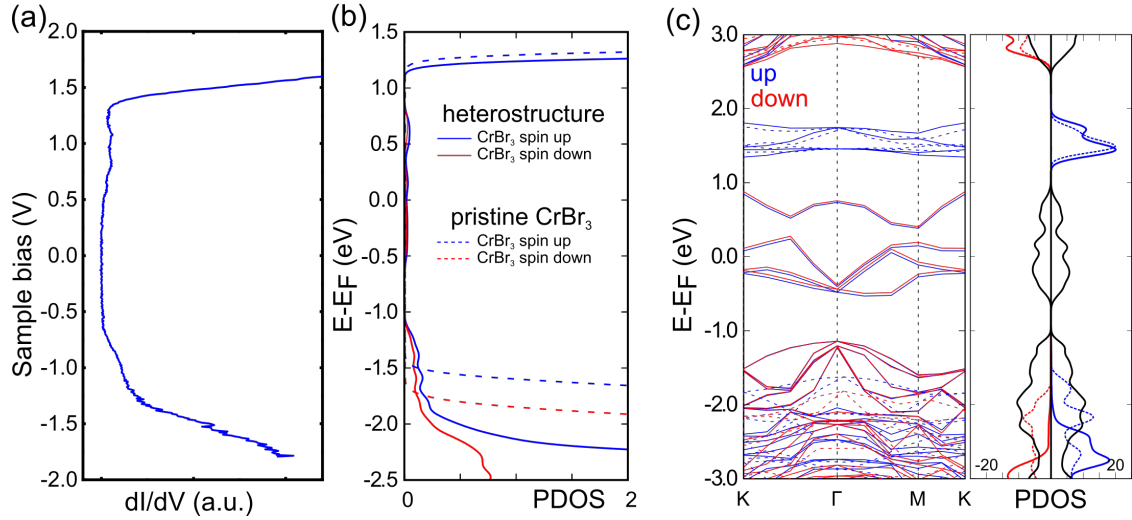 (a)
2.0
1.5
1.0
0.5
0.0
-0.5
-1.0
-1.5
-2.0
Sample bias (V)
dI/dV (a.u.)
(b)
1.5
1.0
0.5
0.0
-0.5
-1.0
-1.5
-2.0
-2.5
E-EF (eV)
heterostructure
CrBr3 spin up
CrBr3 spin down
pristine CrBr3
CrBr3 spin up
CrBr3 spin down
0
PDOS
2
(c)
3.0
2.0
1.0
0.0
-1.0
-2.0
-3.0
E-EF (eV)
up
down
K
Γ
M
K
-20
20
PDOS